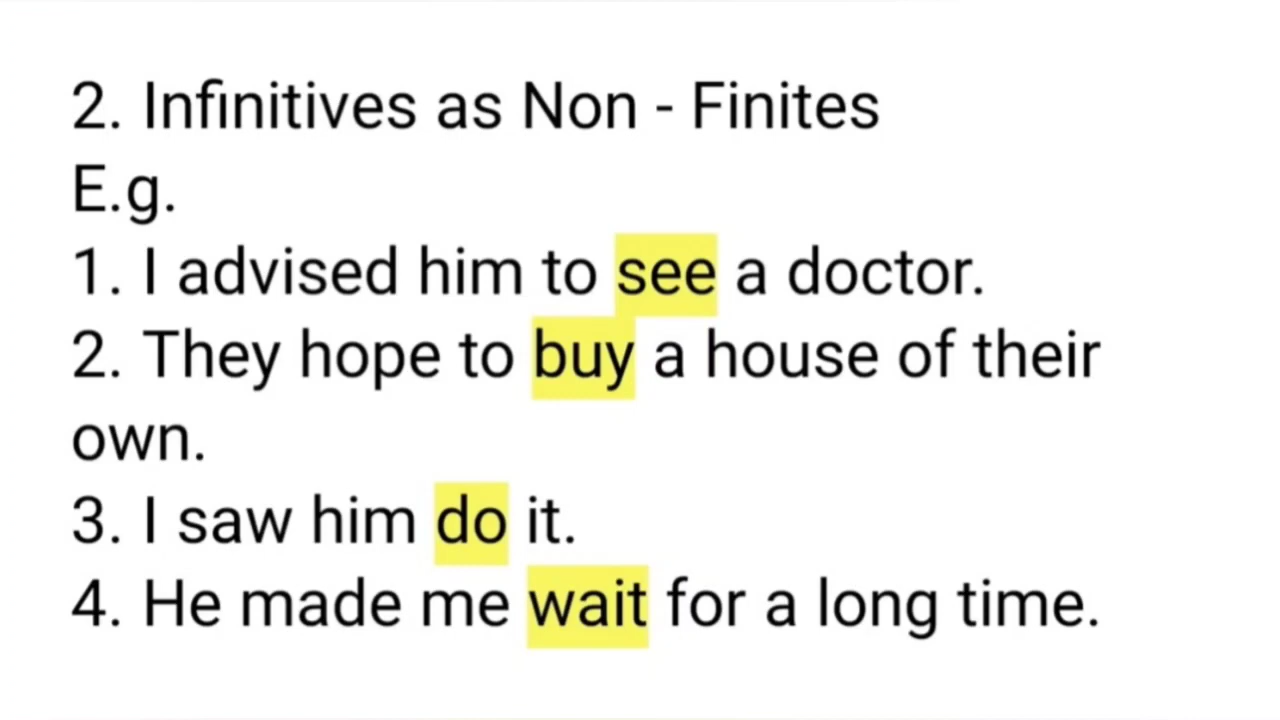 2. Infinitives as Non - Finites
E.g.
1. I advised him to see a doctor.
2. They hope to buy a house of their
own.
3. I saw him do it.
4. He made me wait for a long time.